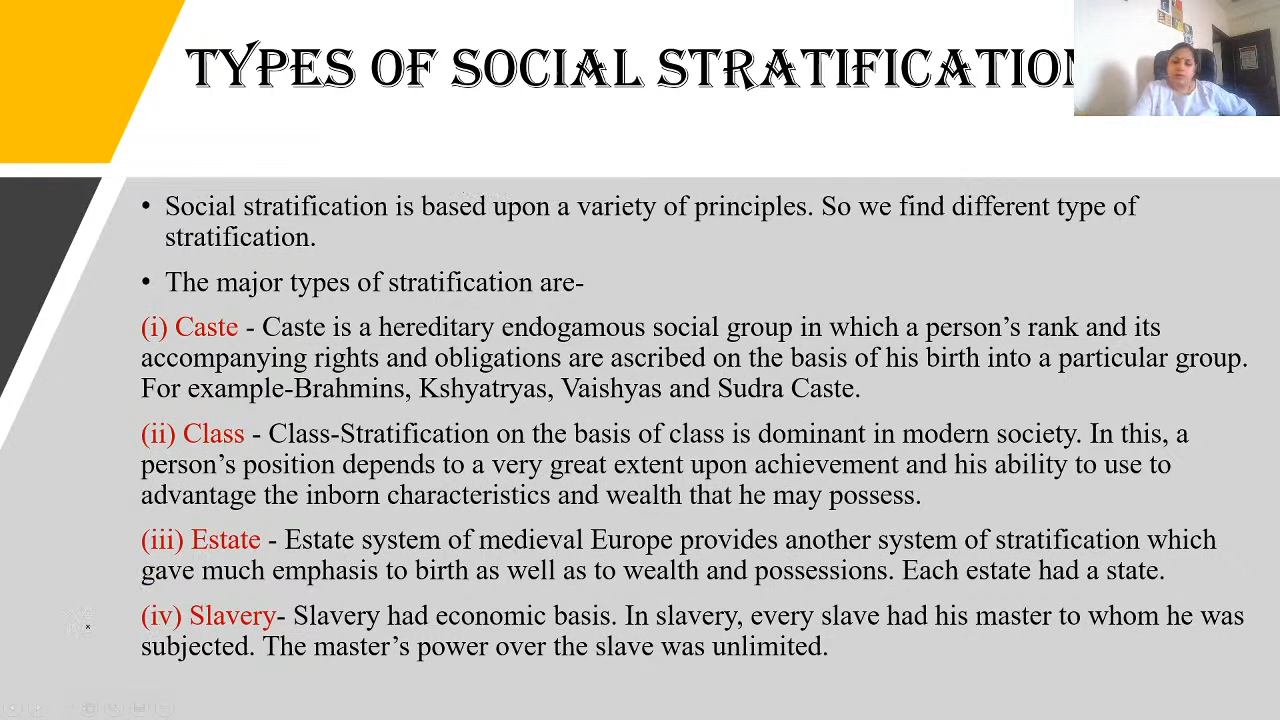 TYPES OF SOCIAL STRATIFICATION
• Social stratification is based upon a variety of principles. So we find different type of
stratification.
• The major types of stratification are-
(i) Caste - Caste is a hereditary endogamous social group in which a person's rank and its
accompanying rights and obligations are ascribed on the basis of his birth into a particular group.
For example-Brahmins, Kshyatryas, Vaishyas and Sudra Caste.
(ii) Class - Class-Stratification on the basis of class is dominant in modern society. In this, a
person's position depends to a very great extent upon achievement and his ability to use to
advantage the inborn characteristics and wealth that he may possess.
(iii) Estate - Estate system of medieval Europe provides another system of stratification which
gave much emphasis to birth as well as to wealth and possessions. Each estate had a state.
(iv) Slavery- Slavery had economic basis. In slavery, every slave had his master to whom he was
subjected. The master's power over the slave was unlimited.